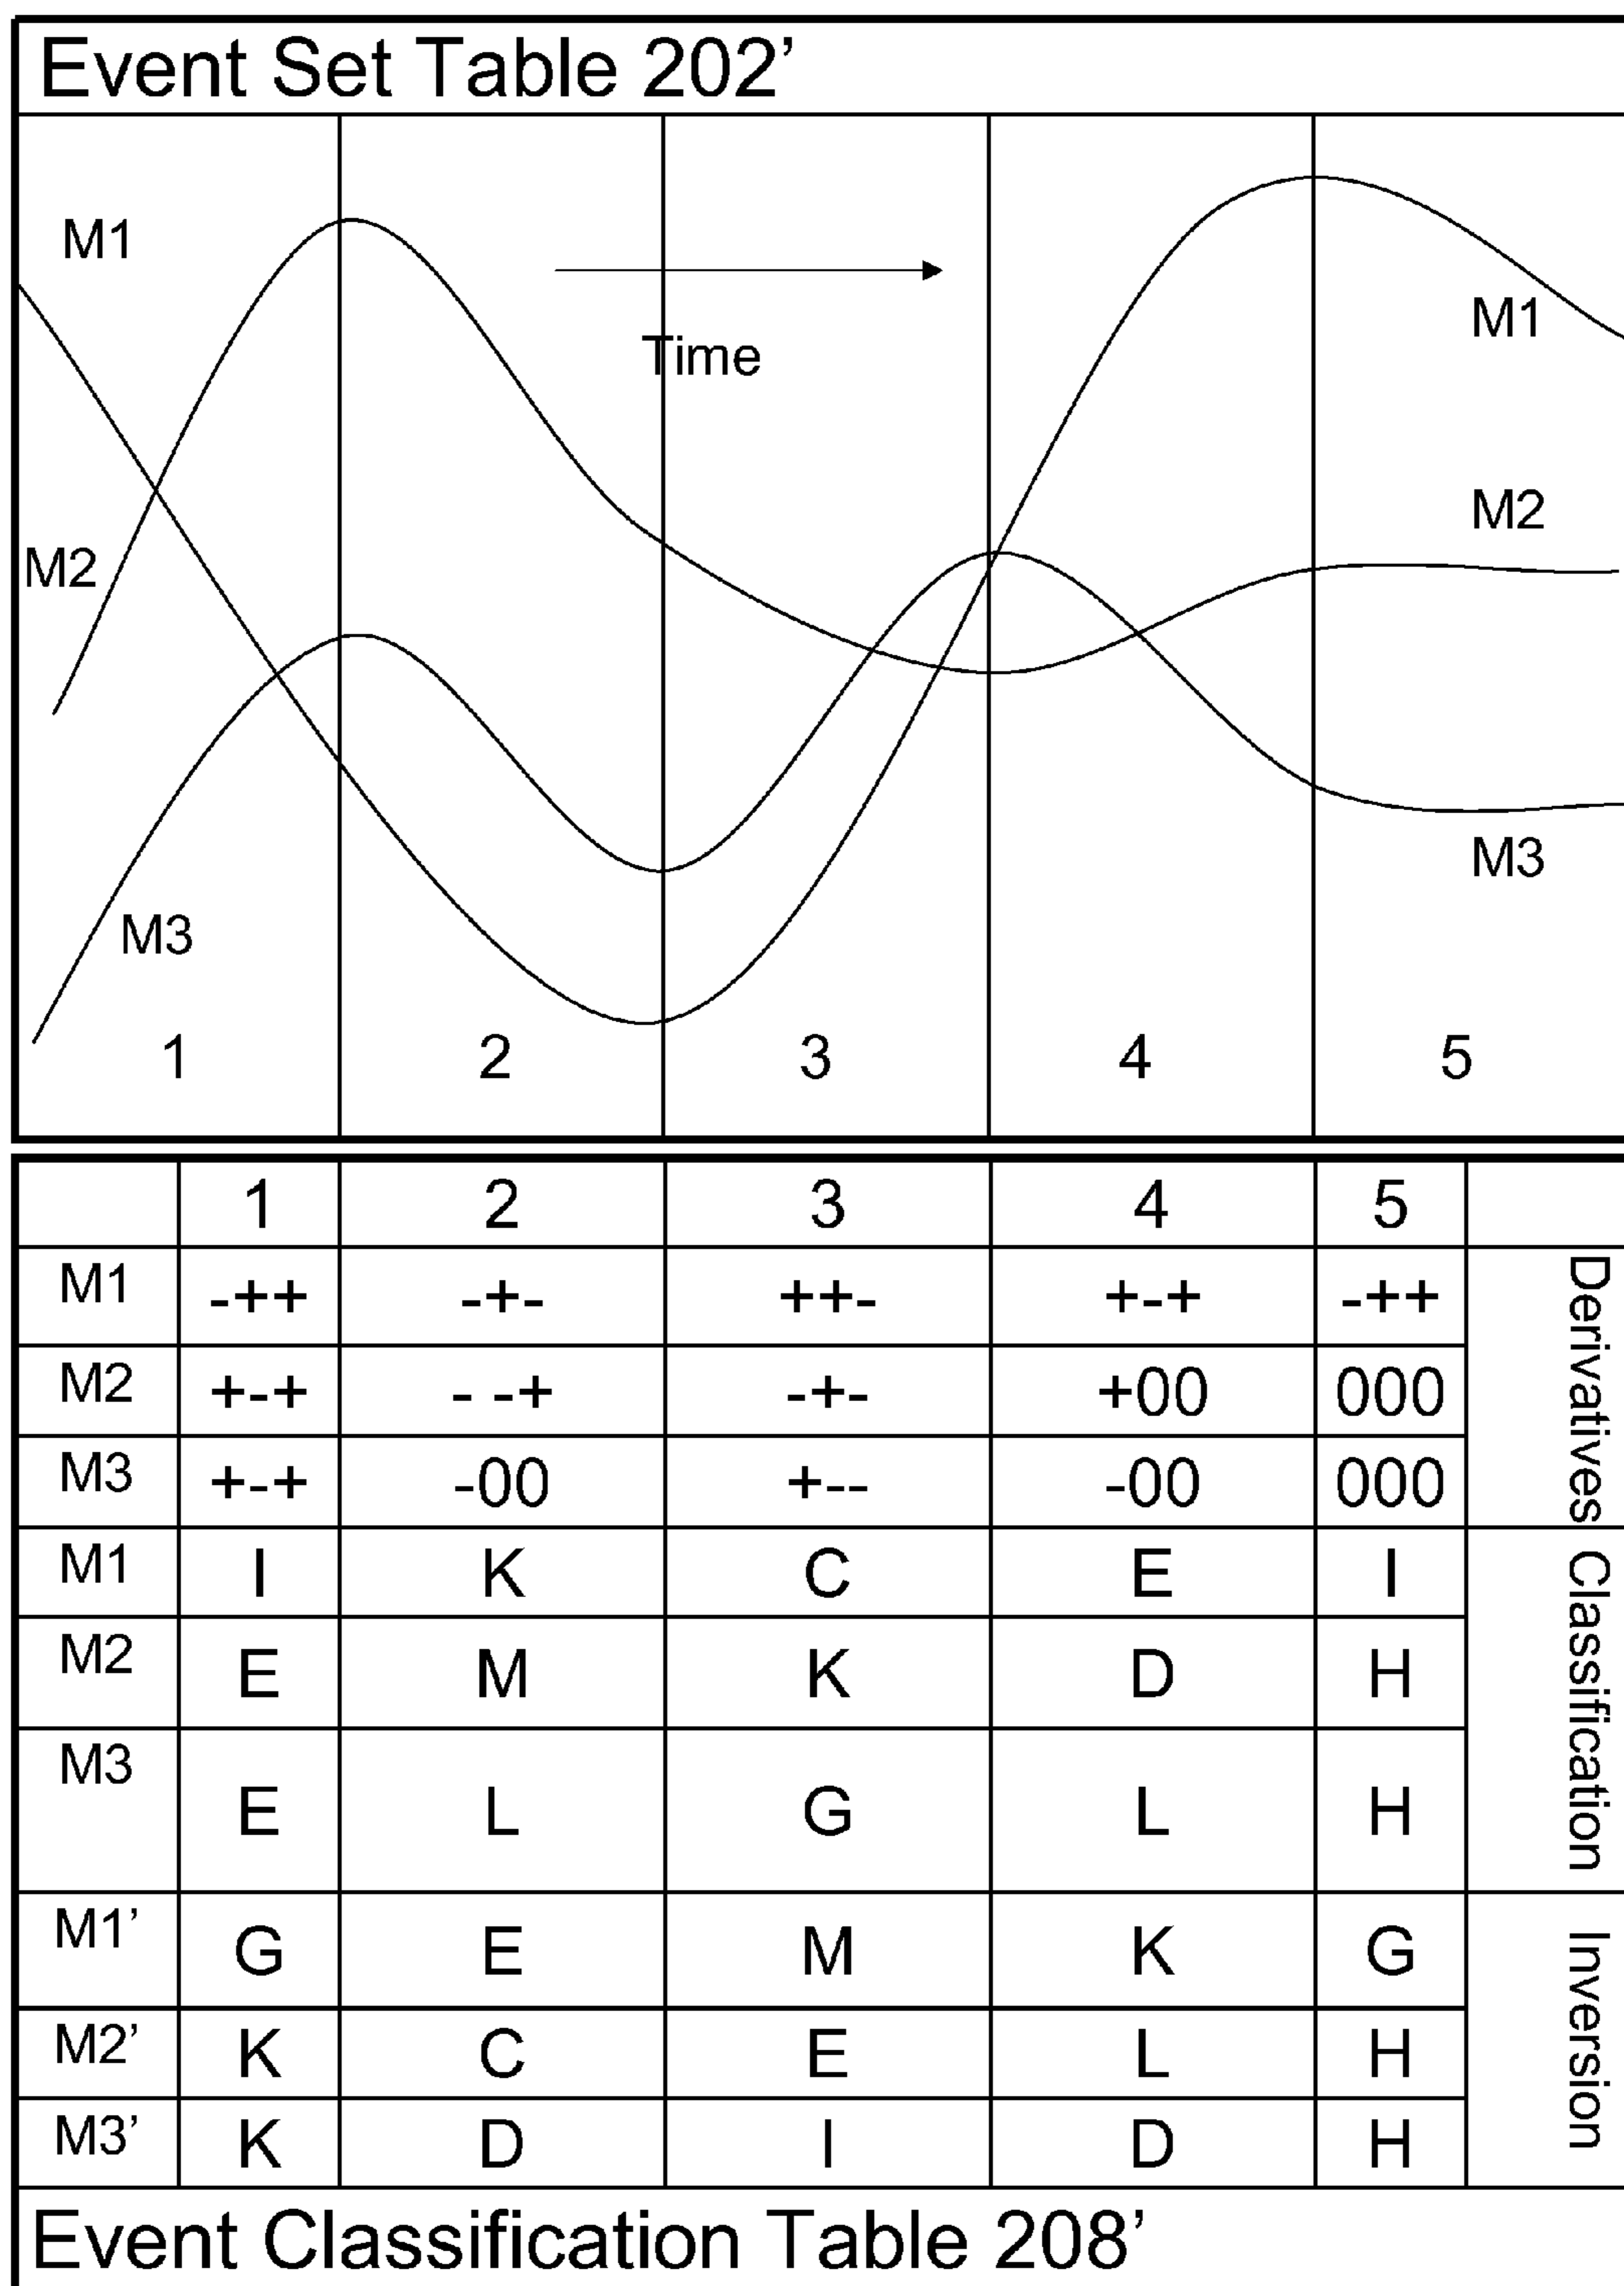 Event Set Table 202’
M1
M1
Time
M2
M2
M3
M3
1 2 3 4 5
1 2 3 4 5
M1 -++ -+- ++- +-+ -++
M2 +-+ - -+ -+- +00 000
M3 +-+ -00 +-- -00 000
Derivatives
M1 I K C E I
M2 E M K D H
M3 E L G L H
Classification
M1’ G E M K G
M2’ K C E L H
M3’ K D I D H
Inversion
Event Classification Table 208’